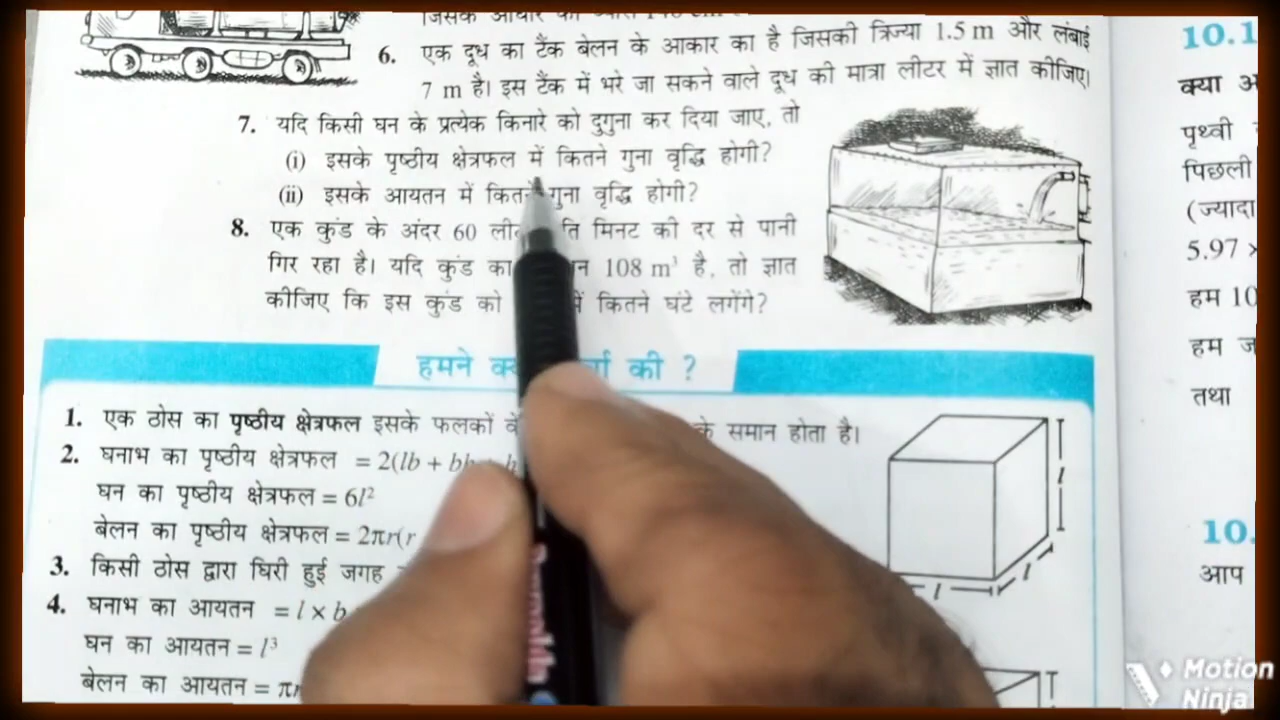 6. एक दूध का टैंक बेलन के आकार का है जिसकी त्रिज्या 1.5 m और लंबाई
7 m है। इस टैंक में भरे जा सकने वाले दूध की मात्रा लीटर में ज्ञात कीजिए।
7. यदि किसी घन के प्रत्येक किनारे को दुगुना कर दिया जाए, तो
(i) इसके पृष्ठीय क्षेत्रफल में कितने गुना वृद्धि होगी?
(ii) इसके आयतन में कितने गुना वृद्धि होगी?
8. एक कुंड के अंदर 60 मिनट की दर से पानी
गिर रहा है। यदि कुंड का 108 m³ है, तो ज्ञात
कीजिए कि इस कुंड को में कितने घंटे लगेंगे?
हमने की ?
1. एक ठोस का पृष्ठीय क्षेत्रफल इसके फलकों के समान होता है।
2. घनाभ का पृष्ठीय क्षेत्रफल = 2(lb +
घन का पृष्ठीय क्षेत्रफल = 6l²
बेलन का पृष्ठीय क्षेत्रफल = 2πr(r
3. किसी ठोस द्वारा घिरी हुई जगह
4. घनाभ का आयतन = l × b
घन का आयतन = l³
बेलन का आयतन =
l
l
l
10.1
क्या
पृथ्वी
पिछली
(ज्यादा
5.97 ×
हम 10
हम
तथा
10.
आप
Motion
Ninja